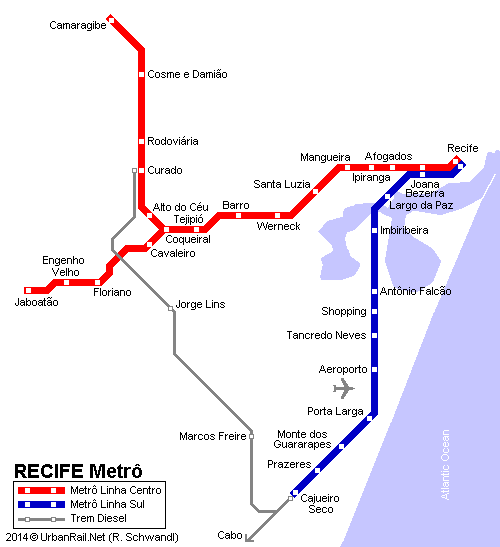 Camaragibe
Cosme e Damião
Rodoviária
Curado
Recife
Mangueira
Afogados
Ipiranga
Joana
Bezerra
Santa Luzia
Largo da Paz
Alto do Céu
Barro
Tejipió
Werneck
Imbiribeira
Coqueiral
Cavaleiro
Engenho
Velho
Floriano
Jaboatão
Antônio Falcão
Jorge Lins
Shopping
Tancredo Neves
Aeroporto
Porta Larga
Marcos Freire
Monte dos
Guararapes
Prazeres
Cajueiro
Seco
Cabo
Atlantic Ocean
RECIFE Metrô
Metrô Linha Centro
Metrô Linha Sul
Trem Diesel
2014 © UrbanRail.Net (R. Schwandl)